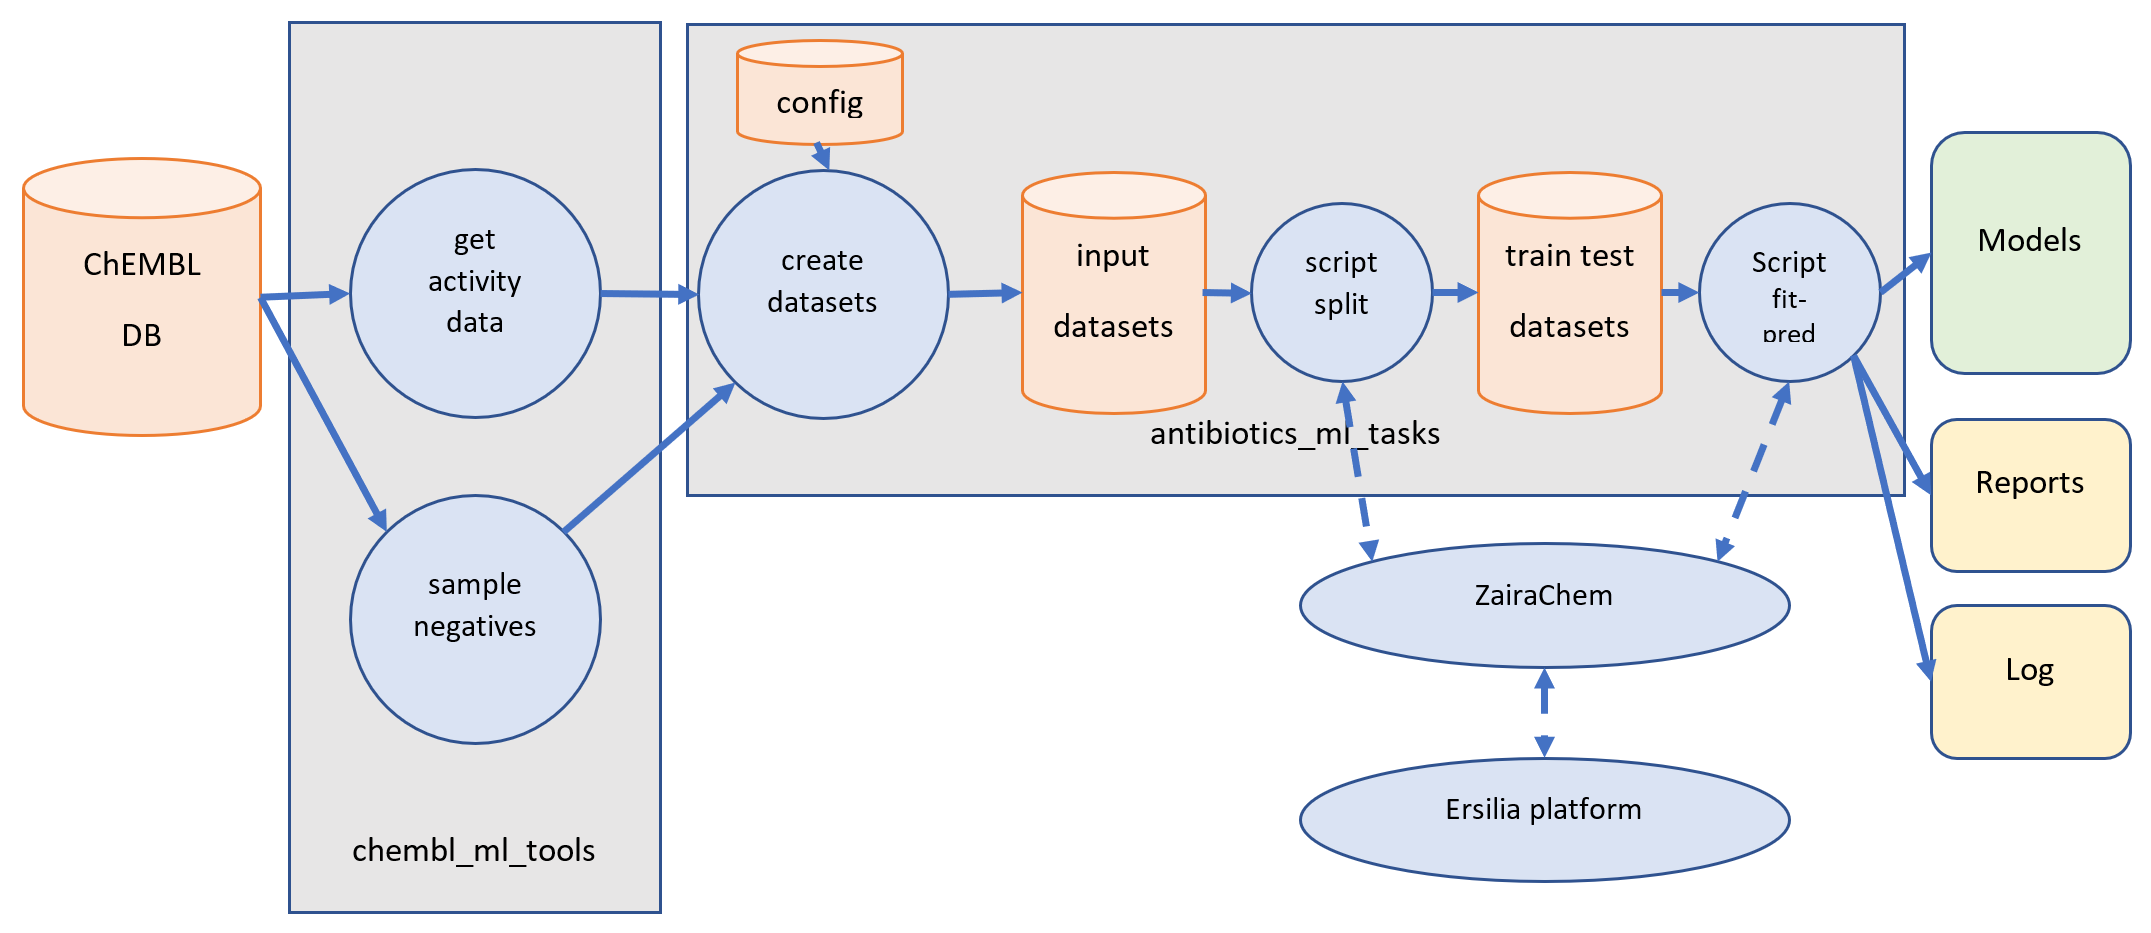 ChEMBL
DB
get
activity
data
sample
negatives
chembl_ml_tools
config
create
datasets
input
datasets
script
split
train test
datasets
Script
fit-
pred
antibiotics_ml_tasks
Models
Reports
Log
ZairaChem
Ersilia platform